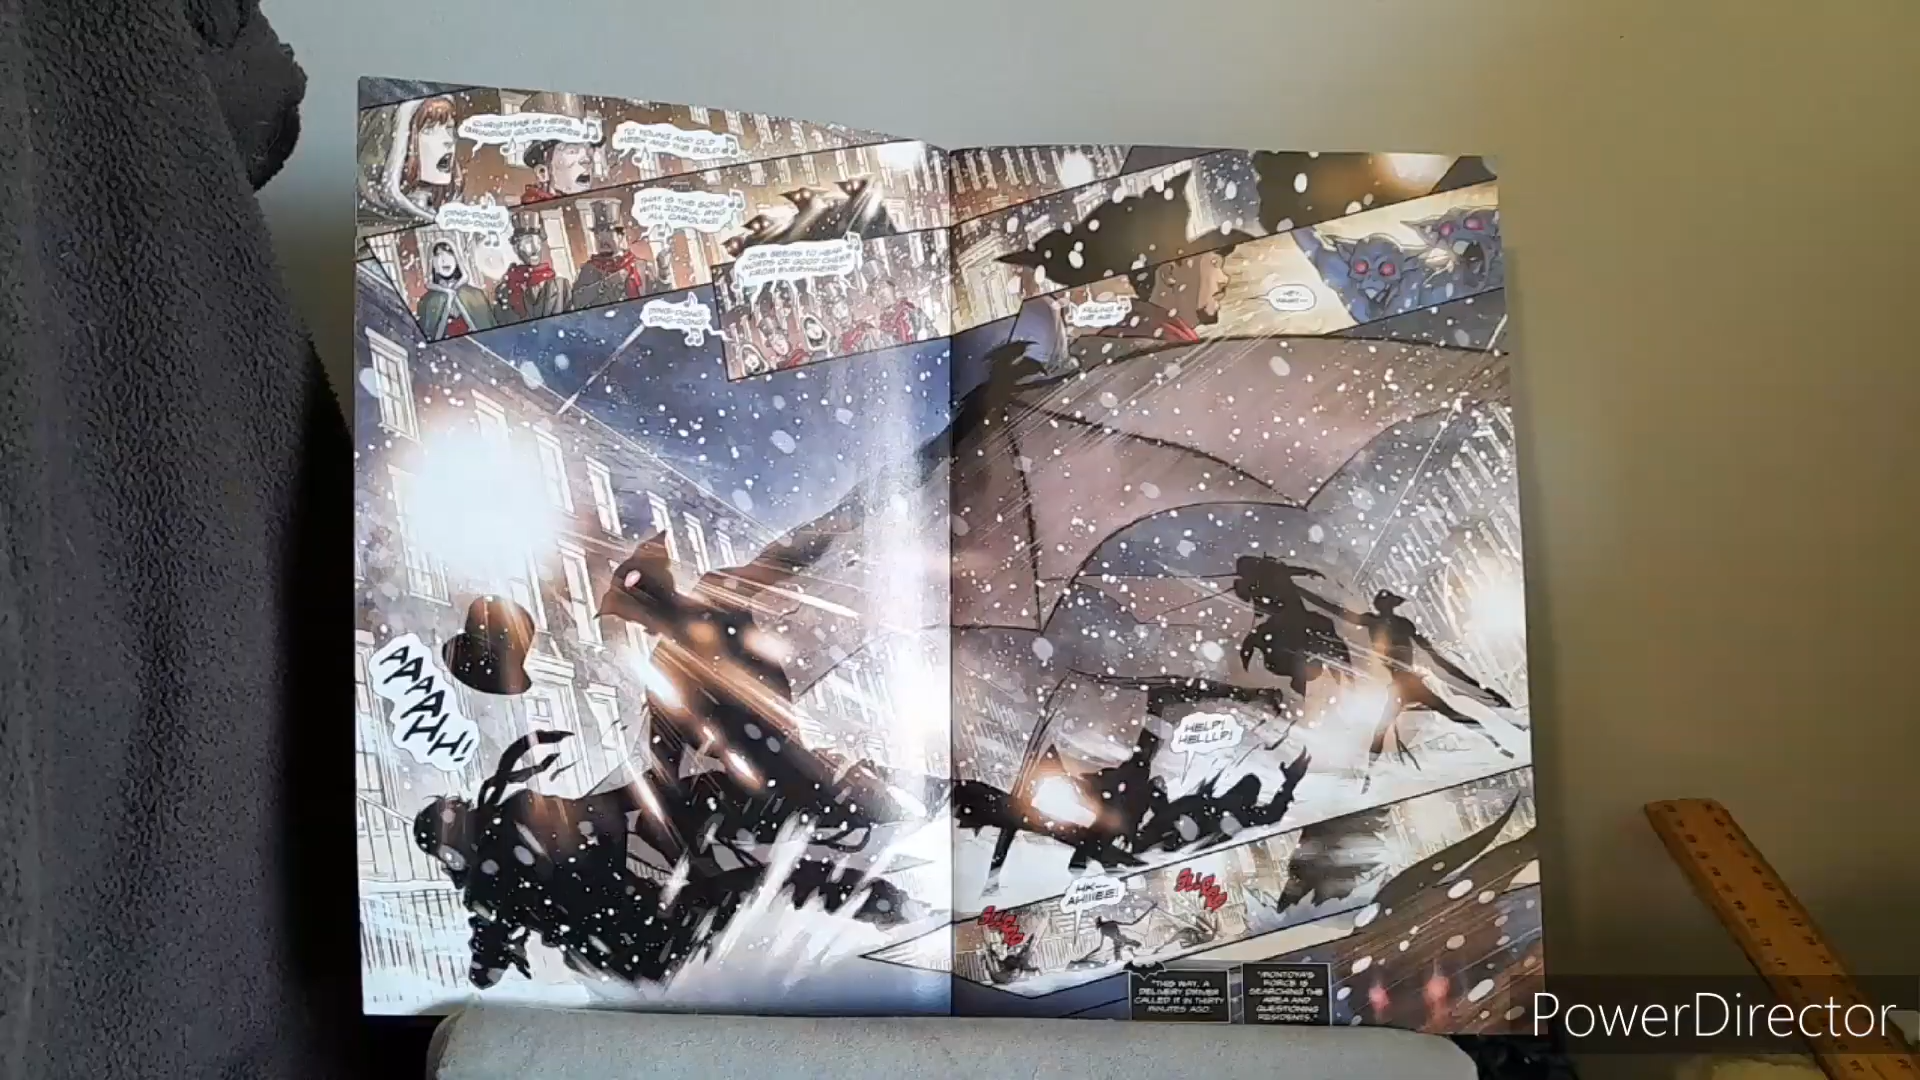 CHRISTMAS IS HERE
BRINGING GOOD CHEER
TO YOUNG AND OLD
MEEK AND THE BOLD
DING-DONG,
DING-DONG!
THAT IS THE SONG
WITH JOYFUL RING
ALL CAROLING!
ONE SEEMS TO HEAR
WORDS OF GOOD CHEER
FROM EVERYWHERE--
DING-DONG,
DING-DONG!
FILLING
THE AIR--
HEY,
WHAT--
AAAAHH!
HELP!
HELLLP!
HK--
AHIIIEE!
"THIS WAY. A
DELIVERY DRIVER
CALLED IT IN THIRTY
MINUTES AGO..
"MONTOYA'S
FORCE IS
SEARCHING THE
AREA AND
QUESTIONING
RESIDENTS."
PowerDirector